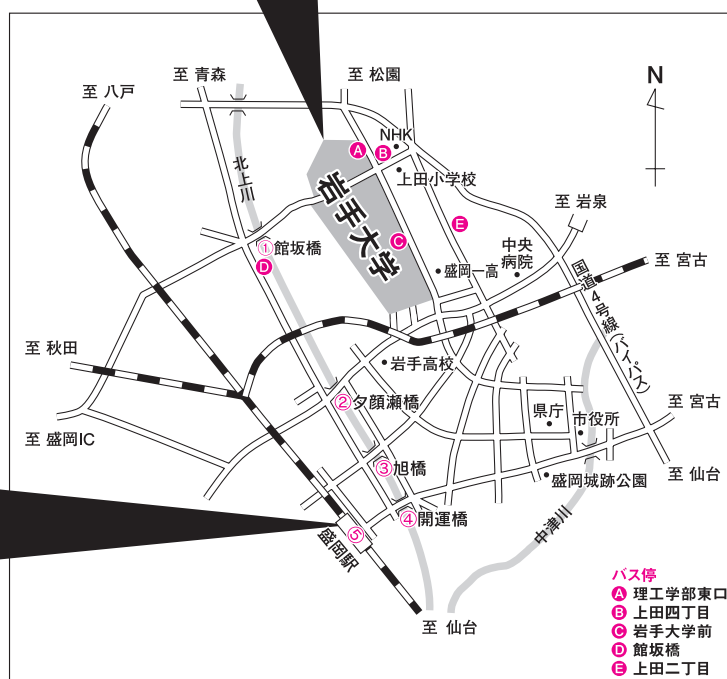 至 青森
至 松園
至 八戸
N
NHK
A
B
上田小学校
北上川
岩手大学
至 岩泉
E
①館坂橋
D
C
中央
病院
盛岡一高
至 宮古
国道4号線(バイパス)
至 秋田
岩手高校
②夕顔瀬橋
県庁
市役所
至 宮古
至 盛岡IC
③旭橋
至 仙台
盛岡城跡公園
④開運橋
⑤
盛岡駅
中津川
至 仙台
バス停
A 理工学部東口
B 上田四丁目
C 岩手大学前
D 館坂橋
E 上田二丁目